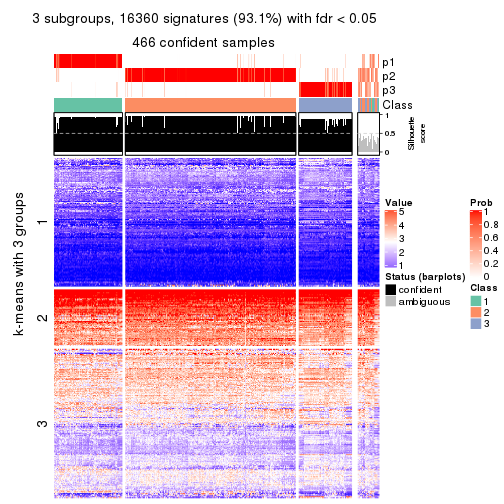 3 subgroups, 16360 signatures (93.1%) with fdr < 0.05
466 confident samples
p1
p2
p3
Class
1
0.5
0
Silhouette
score
k-means with 3 groups
1
2
3
Value
5
4
3
2
1
Status (barplots)
confident
ambiguous
Prob
1
0.8
0.6
0.4
0.2
0
Class
1
2
3